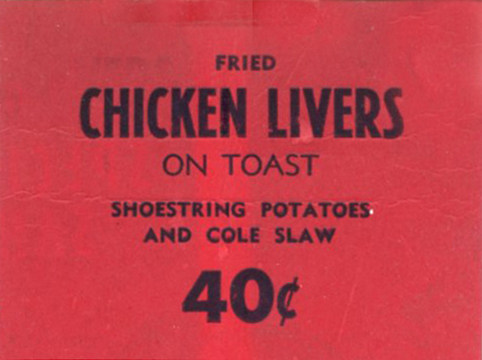 FRIED
CHICKEN LIVERS
ON TOAST
SHOESTRING POTATOES
AND COLE SLAW
40¢